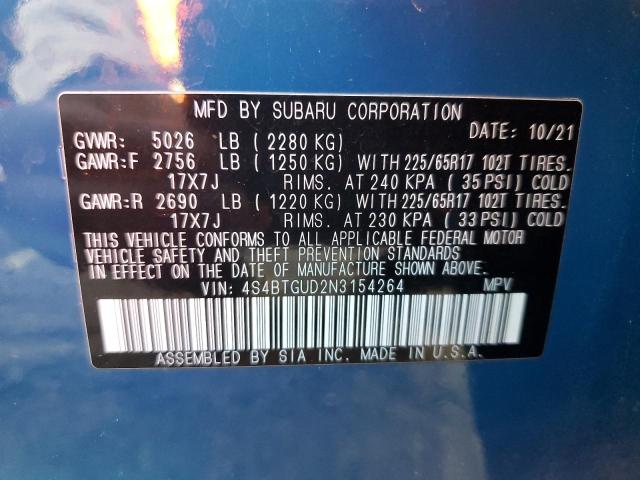 MFD BY SUBARU CORPORATION
DATE: 10/21
GVWR: 5026 LB (2280 KG)
GAWR:F 2756 LB (1250 KG) WITH 225/65R17 102T TIRES.
17X7J RIMS. AT 240 KPA (35 PSI) COLD
GAWR:R 2690 LB (1220 KG) WITH 225/65R17 102T TIRES.
17X7J RIMS. AT 230 KPA (33 PSI) COLD
THIS VEHICLE CONFORMS TO ALL APPLICABLE FEDERAL MOTOR
VEHICLE SAFETY AND THEFT PREVENTION STANDARDS
IN EFFECT ON THE DATE OF MANUFACTURE SHOWN ABOVE.
VIN: 4S4BTGUD2N3154264 MPV
ASSEMBLED BY SIA INC. MADE IN U.S.A.